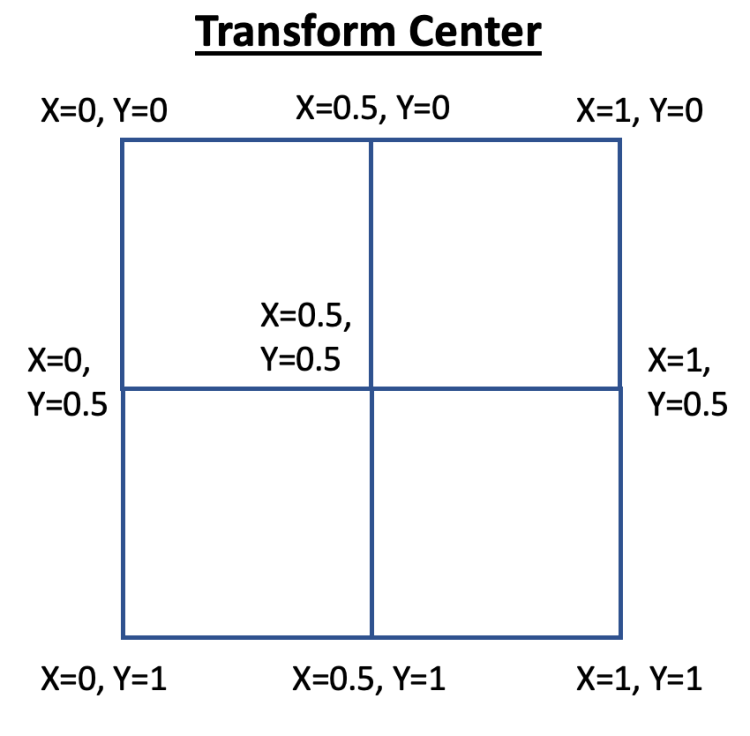 Transform Center
X=0, Y=0
X=0.5, Y=0
X=1, Y=0
X=0.5,
Y=0.5
X=0,
Y=0.5
X=1,
Y=0.5
X=0, Y=1
X=0.5, Y=1
X=1, Y=1